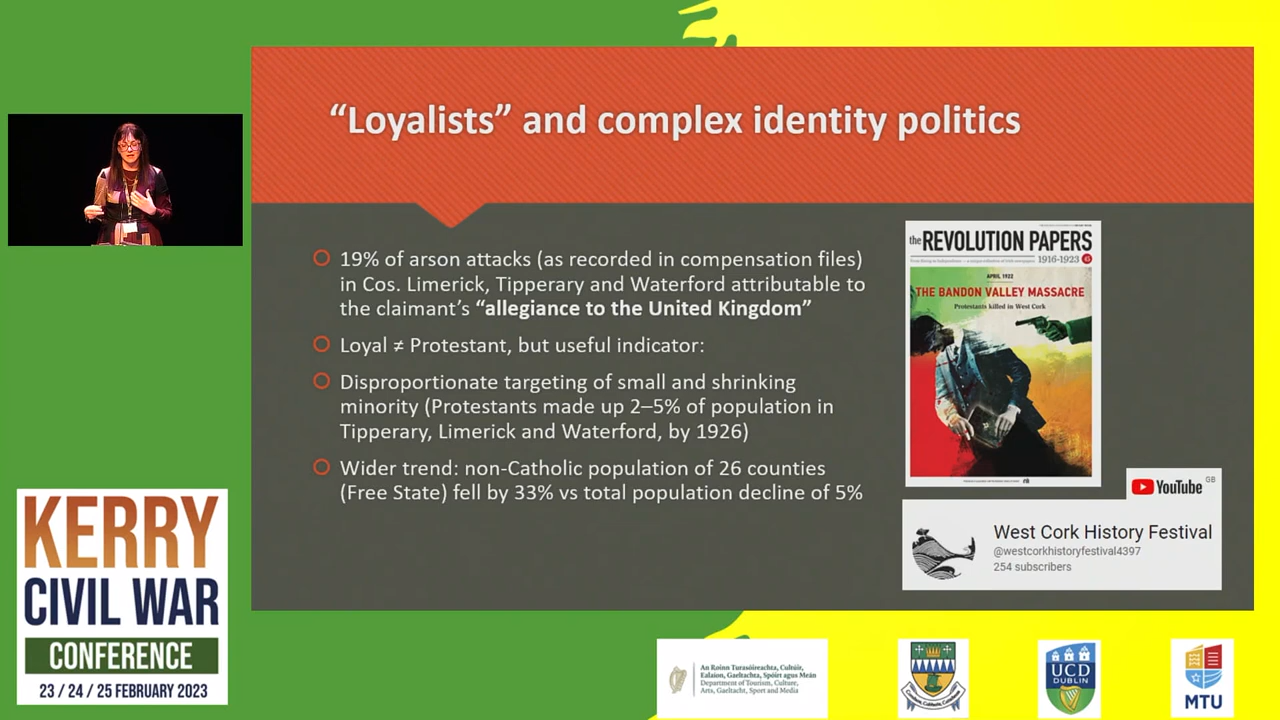 “Loyalists” and complex identity politics
19% of arson attacks (as recorded in compensation files)
in Cos. Limerick, Tipperary and Waterford attributable to
the claimant’s “allegiance to the United Kingdom”
Loyal ≠ Protestant, but useful indicator:
Disproportionate targeting of small and shrinking
minority (Protestants made up 2–5% of population in
Tipperary, Limerick and Waterford, by 1926)
Wider trend: non-Catholic population of 26 counties
(Free State) fell by 33% vs total population decline of 5%
the REVOLUTION PAPERS
1916-1923
APRIL 1922
THE BANDON VALLEY MASSACRE
Protestants killed in West Cork
YouTube GB
West Cork History Festival
@westcorkhistoryfestival4397
254 subscribers
KERRY
CIVIL WAR
CONFERENCE
23 / 24 / 25 FEBRUARY 2023
An Roinn Turasóireachta, Cultúir,
Ealaíon, Gaeltachta, Spóirt agus Meán
Department of Tourism, Culture,
Arts, Gaeltacht, Sport and Media
UCD
DUBLIN
MTU